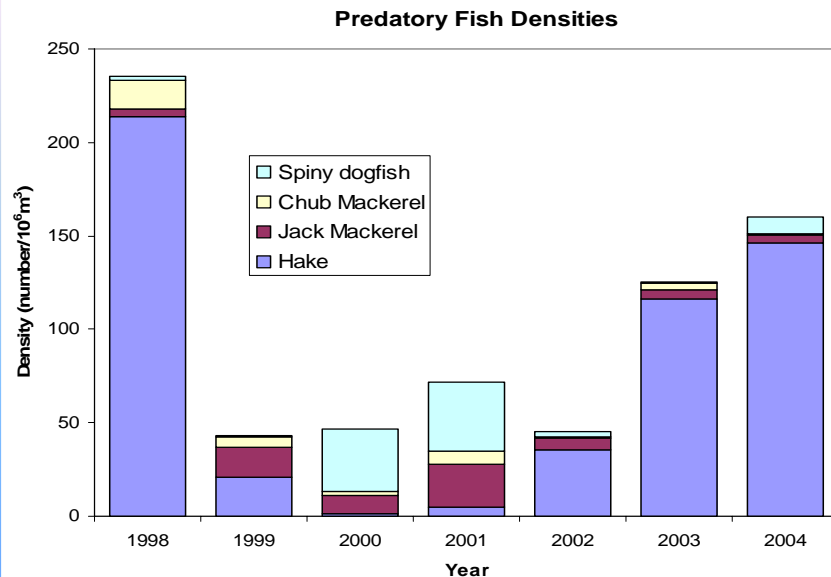 Predatory Fish Densities
250
200
150
100
50
0
Density (number/10⁶m³)
Spiny dogfish
Chub Mackerel
Jack Mackerel
Hake
1998 1999 2000 2001 2002 2003 2004
Year